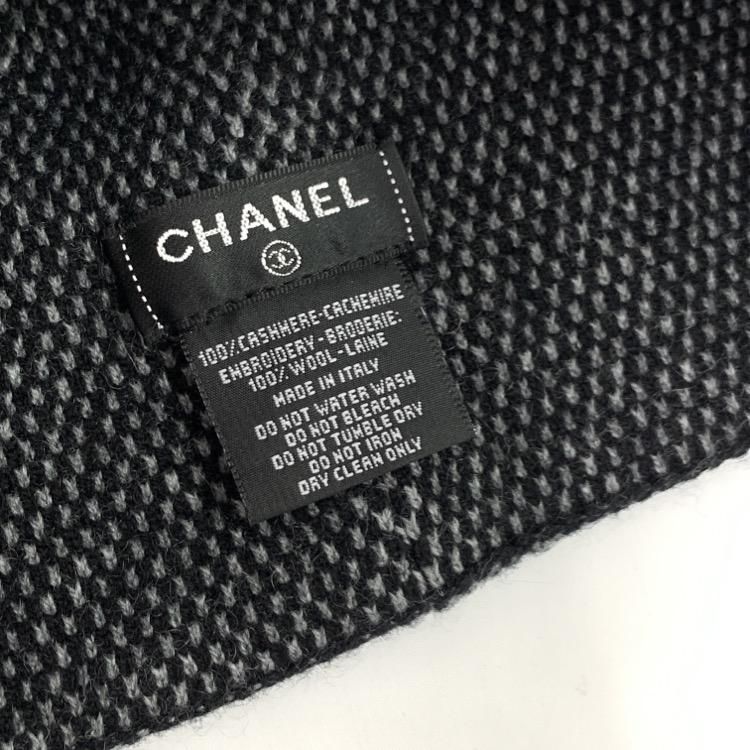 CHANEL
100%CASHMERE-CACHEMIRE
EMBROIDERY-BRODERIE:
100%WOOL-LAINE
MADE IN ITALY
DO NOT WATER WASH
DO NOT BLEACH
DO NOT TUMBLE DRY
DO NOT IRON
DRY CLEAN ONLY